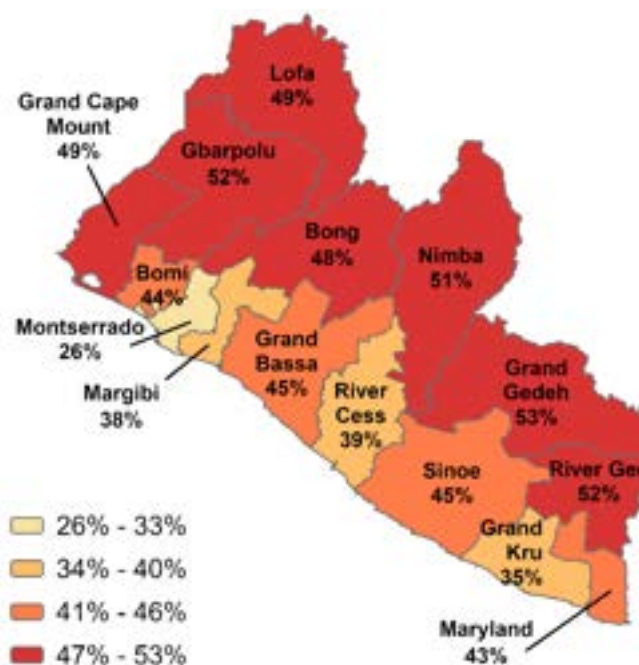 Lofa
49%
Grand Cape
Mount
49%
Gbarpolu
52%
Bong
48%
Nimba
51%
Bomi
44%
Montserrado
26%
Grand
Bassa
45%
Margibi
38%
River
Cess
39%
Grand
Gedeh
53%
Sinoe
45%
River Gee
52%
Grand
Kru
35%
Maryland
43%
26% - 33%
34% - 40%
41% - 46%
47% - 53%